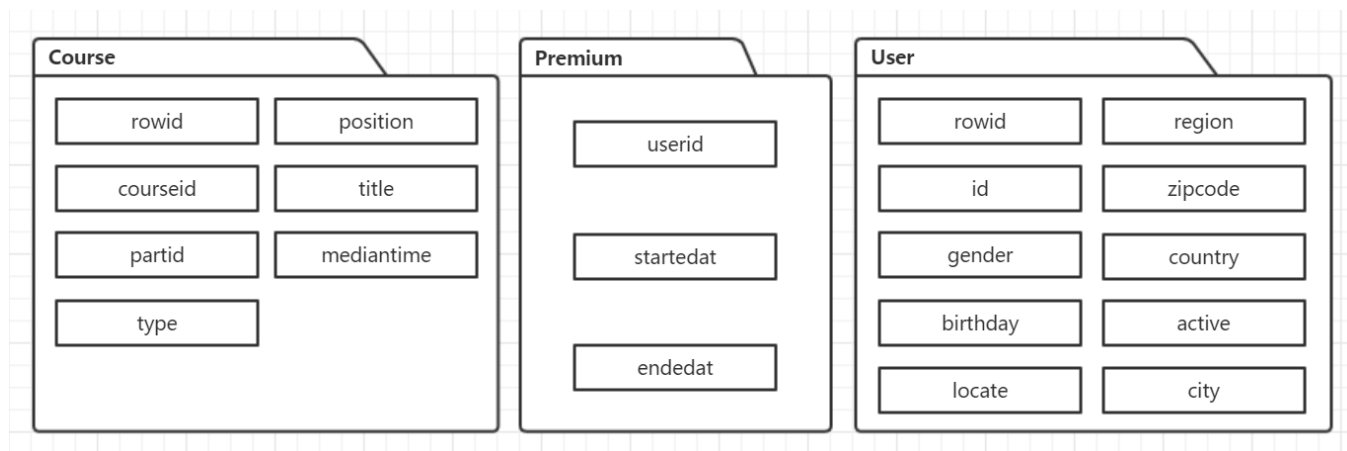 Course
rowid position
courseid title
partid mediantime
type
Premium
userid
startedat
endedat
User
rowid region
id zipcode
gender country
birthday active
locate city